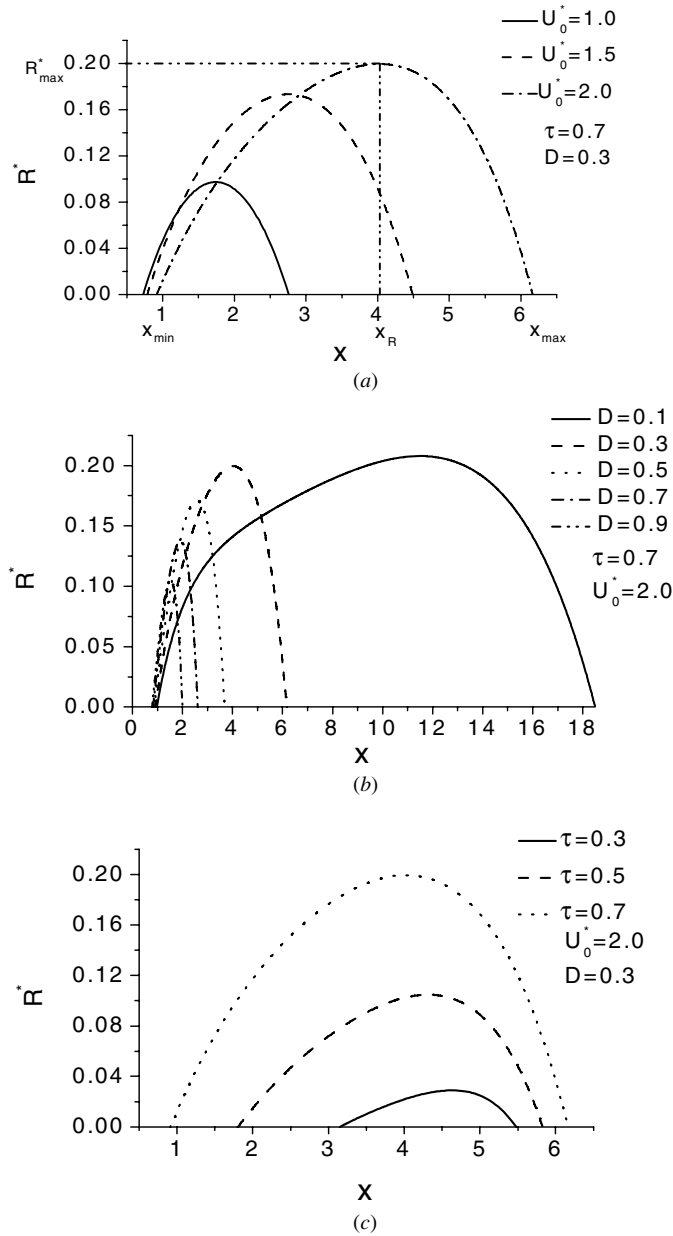 U*0=1.0
U*0=1.5
U*0=2.0
τ=0.7
D=0.3
R*max
0.20
0.16
0.12
0.08
0.04
0.00
R*
1 2 3 4 5 6
xmin xR xmax
x
(a)
D=0.1
D=0.3
D=0.5
D=0.7
D=0.9
τ=0.7
U*0=2.0
0.20
0.15
0.10
0.05
0.00
R*
0 2 4 6 8 10 12 14 16 18
x
(b)
τ=0.3
τ=0.5
τ=0.7
U*0=2.0
D=0.3
0.20
0.16
0.12
0.08
0.04
0.00
R*
1 2 3 4 5 6
x
(c)